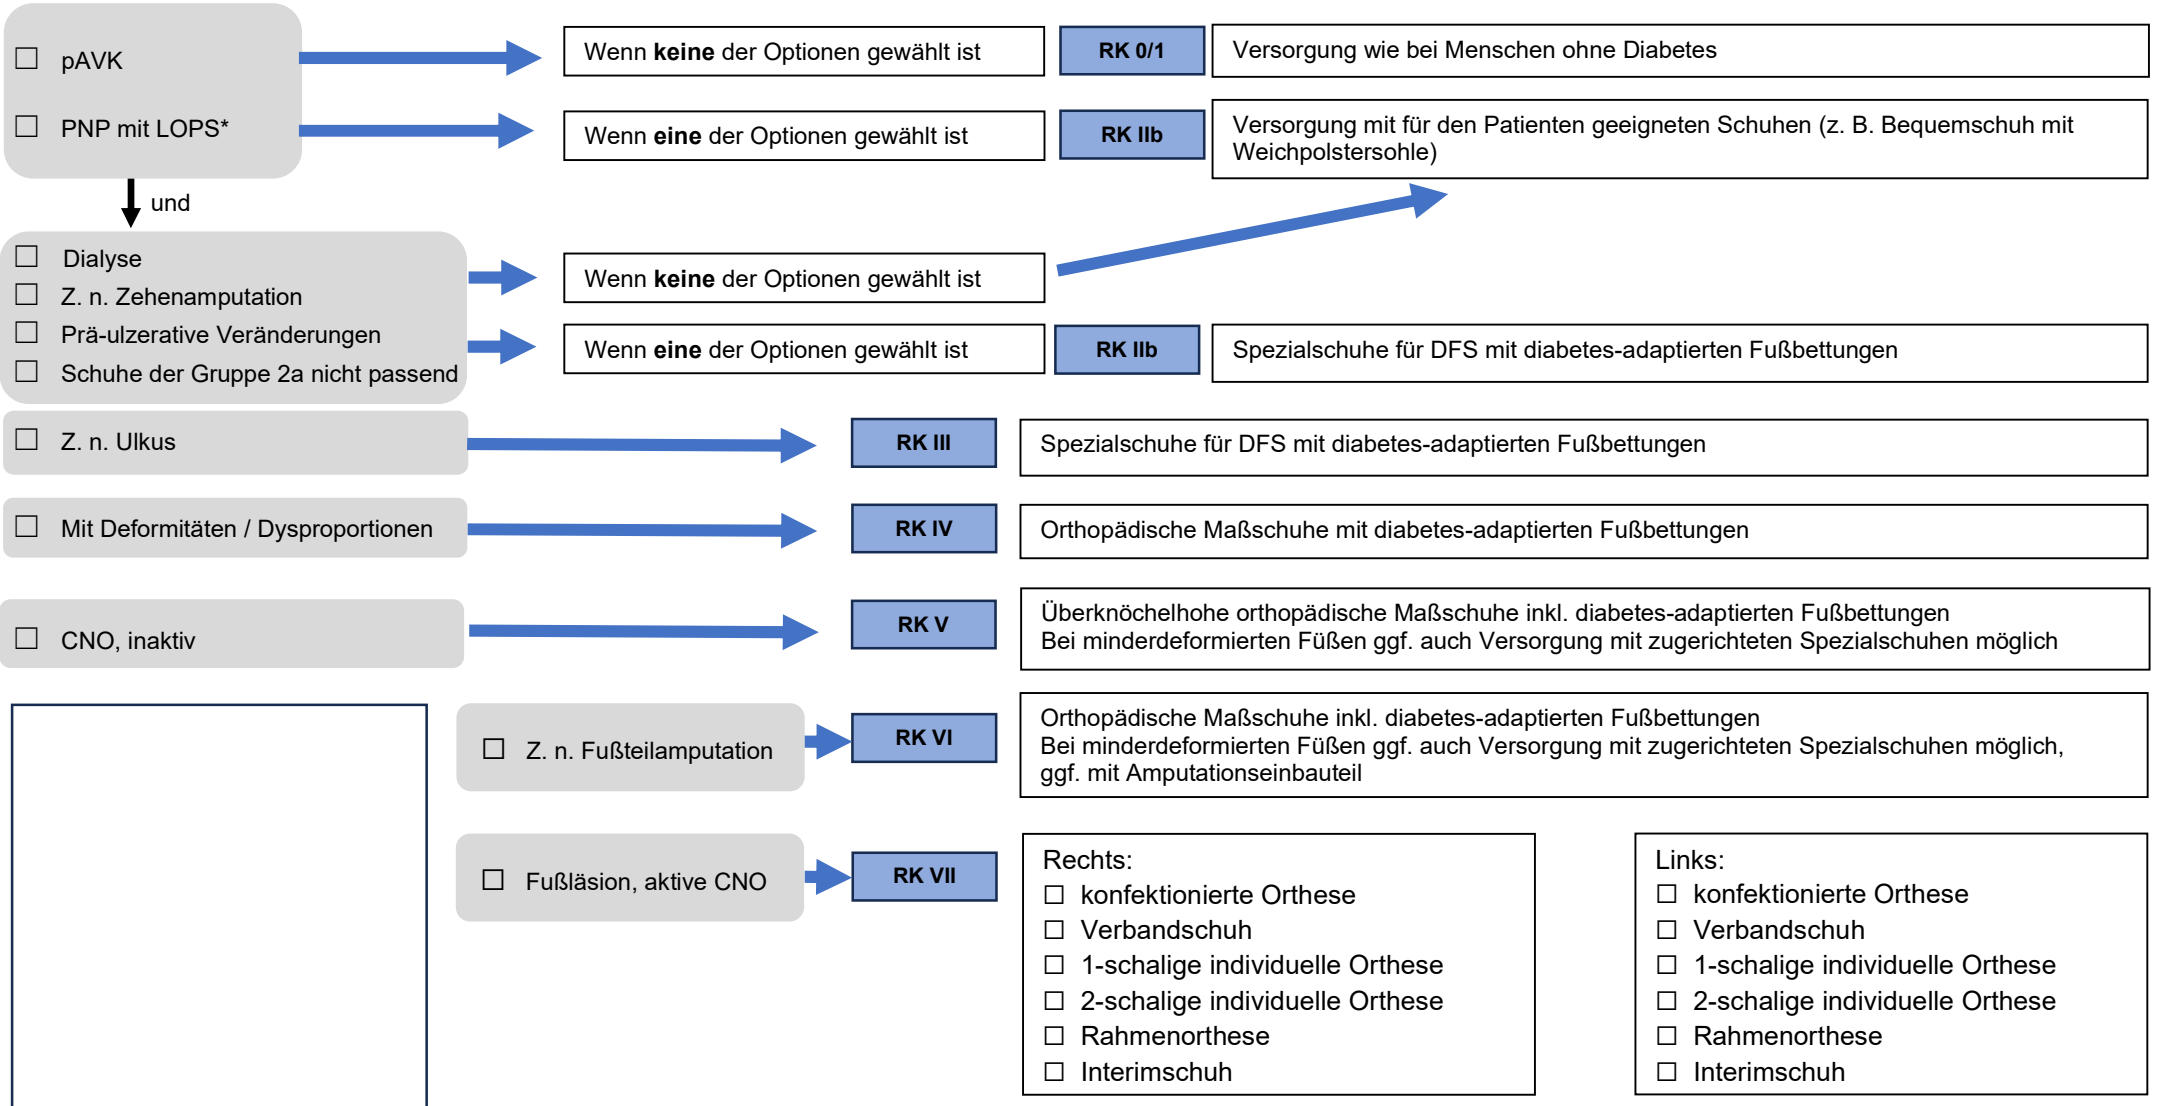 ☐ pAVK
Wenn keine der Optionen gewählt ist
RK 0/1
Versorgung wie bei Menschen ohne Diabetes
☐ PNP mit LOPS*
Wenn eine der Optionen gewählt ist
RK IIb
Versorgung mit für den Patienten geeigneten Schuhen (z. B. Bequemschuh mit
Weichpolstersohle)
und
☐ Dialyse
☐ Z. n. Zehenamputation
☐ Prä-ulzerative Veränderungen
☐ Schuhe der Gruppe 2a nicht passend
Wenn keine der Optionen gewählt ist
Wenn eine der Optionen gewählt ist
RK IIb
Spezialschuhe für DFS mit diabetes-adaptierten Fußbettungen
☐ Z. n. Ulkus
RK III
Spezialschuhe für DFS mit diabetes-adaptierten Fußbettungen
☐ Mit Deformitäten / Dysproportionen
RK IV
Orthopädische Maßschuhe mit diabetes-adaptierten Fußbettungen
☐ CNO, inaktiv
RK V
Überknöchelhohe orthopädische Maßschuhe inkl. diabetes-adaptierten Fußbettungen
Bei minderdeformierten Füßen ggf. auch Versorgung mit zugerichteten Spezialschuhen möglich
☐ Z. n. Fußteilamputation
RK VI
Orthopädische Maßschuhe inkl. diabetes-adaptierten Fußbettungen
Bei minderdeformierten Füßen ggf. auch Versorgung mit zugerichteten Spezialschuhen möglich,
ggf. mit Amputationseinbauteil
☐ Fußläsion, aktive CNO
RK VII
Rechts:
☐ konfektionierte Orthese
☐ Verbandschuh
☐ 1-schalige individuelle Orthese
☐ 2-schalige individuelle Orthese
☐ Rahmenorthese
☐ Interimschuh
Links:
☐ konfektionierte Orthese
☐ Verbandschuh
☐ 1-schalige individuelle Orthese
☐ 2-schalige individuelle Orthese
☐ Rahmenorthese
☐ Interimschuh